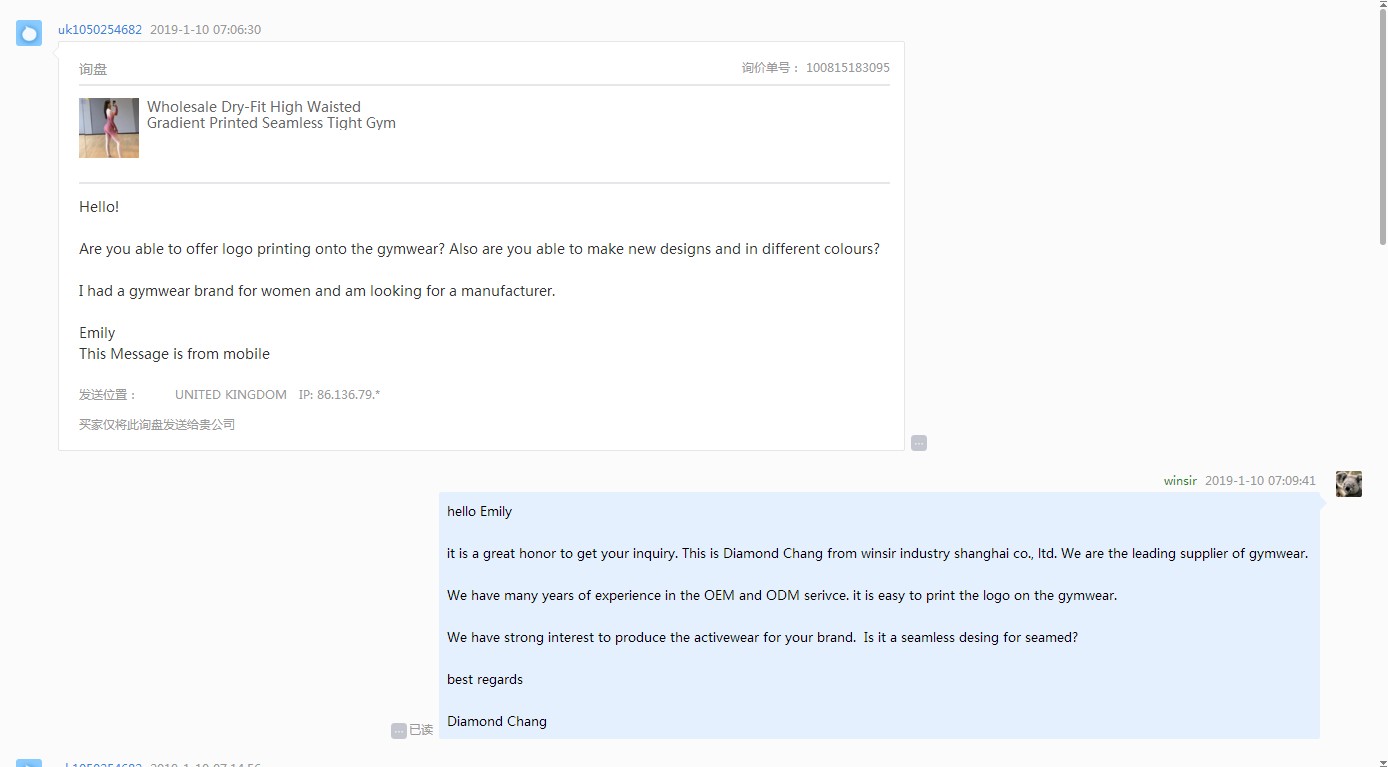 uk1050254682 2019-1-10 07:06:30
询盘 询价单号： 100815183095
Wholesale Dry-Fit High Waisted
Gradient Printed Seamless Tight Gym
Hello!
Are you able to offer logo printing onto the gymwear? Also are you able to make new designs and in different colours?
I had a gymwear brand for women and am looking for a manufacturer.
Emily
This Message is from mobile
发送位置： UNITED KINGDOM IP: 86.136.79.*
买家仅将此询盘发送给贵公司
winsir 2019-1-10 07:09:41
hello Emily
it is a great honor to get your inquiry. This is Diamond Chang from winsir industry shanghai co., ltd. We are the leading supplier of gymwear.
We have many years of experience in the OEM and ODM serivce. it is easy to print the logo on the gymwear.
We have strong interest to produce the activewear for your brand.  Is it a seamless desing for seamed?
best regards
Diamond Chang
已读
uk1050254682 2019-1-10 07:14:56